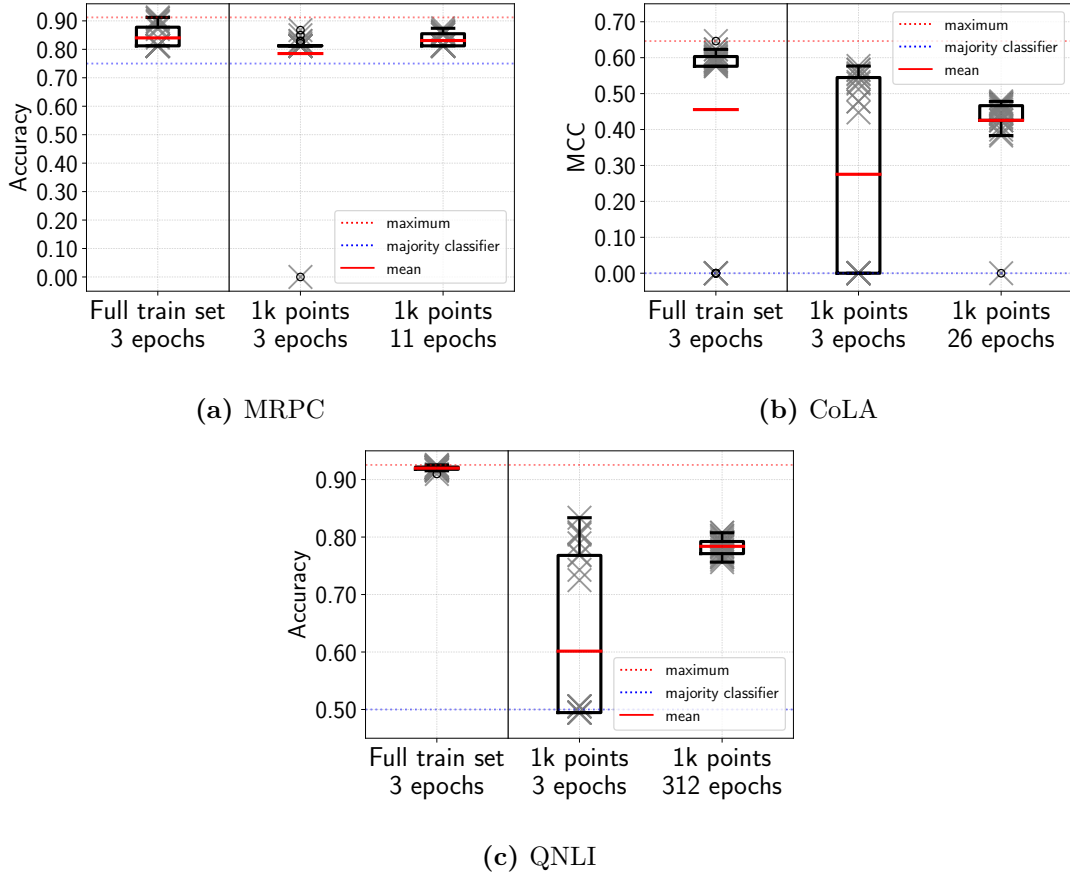 0.90
0.80
0.70
0.60
0.50
0.40
0.30
0.20
0.10
0.00
Accuracy
maximum
majority classifier
mean
Full train set
3 epochs
1k points
3 epochs
1k points
11 epochs
(a) MRPC
0.70
0.60
0.50
0.40
0.30
0.20
0.10
0.00
MCC
maximum
majority classifier
mean
Full train set
3 epochs
1k points
3 epochs
1k points
26 epochs
(b) CoLA
0.90
0.80
0.70
0.60
0.50
Accuracy
maximum
majority classifier
mean
Full train set
3 epochs
1k points
3 epochs
1k points
312 epochs
(c) QNLI